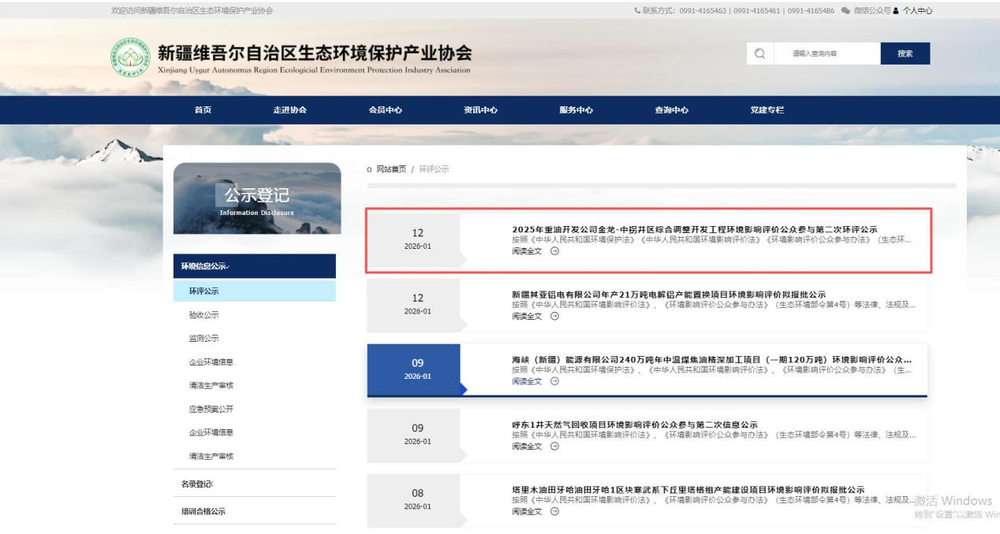 欢迎访问新疆维吾尔自治区生态环境保护产业协会
联系方式：0991-4165463 | 0991-4165461 | 0991-4165486 微信公众号 个人中心
新疆维吾尔自治区生态环境保护产业协会
Xinjiang Uygur Autonomus Region Ecologicial Environment Protection Industry Assciation
XEEPIA
请输入查询内容
搜索
首页 走进协会 会员中心 资讯中心 服务中心 查询中心 党建专栏
公示登记
Information Disclosure
环境信息公示
环评公示
验收公示
监测公示
企业环境信息
清洁生产审核
应急预案公开
企业环境信息
清洁生产审核
名录登记
培训合格公示
网站首页 / 环评公示
12
2026-01
2025年重油开发公司金龙-中拐井区综合调整开发工程环境影响评价公众参与第二次环评公示
按照《中华人民共和国环境保护法》《中华人民共和国环境影响评价法》《环境影响评价公众参与办法》（生态环...
阅读全文
12
2026-01
新疆其亚铝电有限公司年产21万吨电解铝产能置换项目环境影响评价拟报批公示
按照《中华人民共和国环境影响评价法》、《环境影响评价公众参与办法》（生态环境部令第4号）等法律、法规及...
阅读全文
09
2026-01
海峡（新疆）能源有限公司240万吨年中温煤焦油精深加工项目（一期120万吨）环境影响评价公众...
按照《中华人民共和国环境保护法》、《中华人民共和国环境影响评价法》、《环境影响评价公众参与办法》（生...
阅读全文
09
2026-01
呼东1井天然气回收项目环境影响评价公众参与第二次信息公示
按照《中华人民共和国环境影响评价法》、《环境影响评价公众参与办法》（生态环境部令第4号）等法律、法规及...
阅读全文
08
2026-01
塔里木油田牙哈油田牙哈1区块寒武系下丘里塔格组产能建设项目环境影响评价拟报批公示
按照《中华人民共和国环境影响评价法》、《环境影响评价公众参与办法》（生态环境部令第4号）等法律、法规及...
阅读全文
激活 Windows
转到"设置"以激活 Win